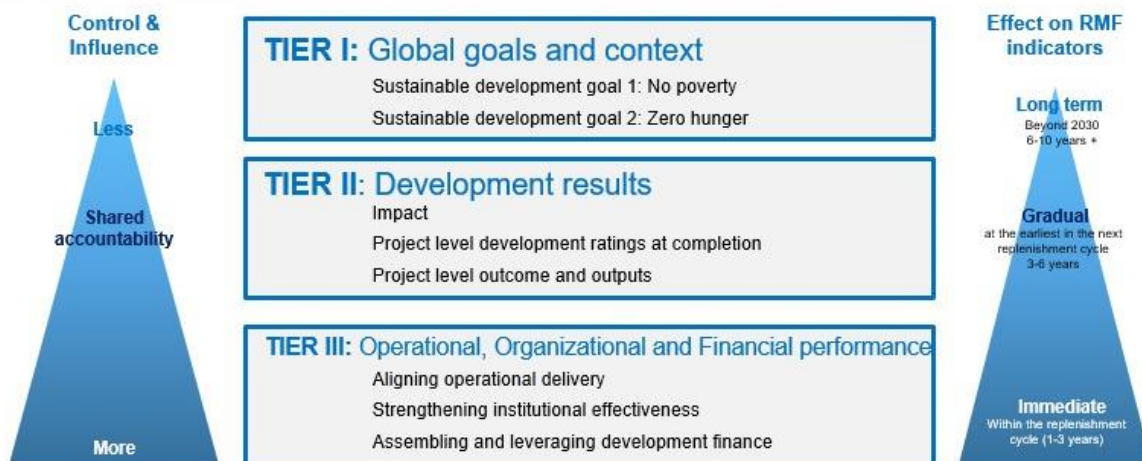 Control &
Influence
Less
Shared
accountability
More
TIER I: Global goals and context
Sustainable development goal 1: No poverty
Sustainable development goal 2: Zero hunger
TIER II: Development results
Impact
Project level development ratings at completion
Project level outcome and outputs
TIER III: Operational, Organizational and Financial performance
Aligning operational delivery
Strengthening institutional effectiveness
Assembling and leveraging development finance
Effect on RMF
indicators
Long term
Beyond 2030
6-10 years +
Gradual
at the earliest in the next
replenishment cycle
3-6 years
Immediate
Within the replenishment
cycle (1-3 years)